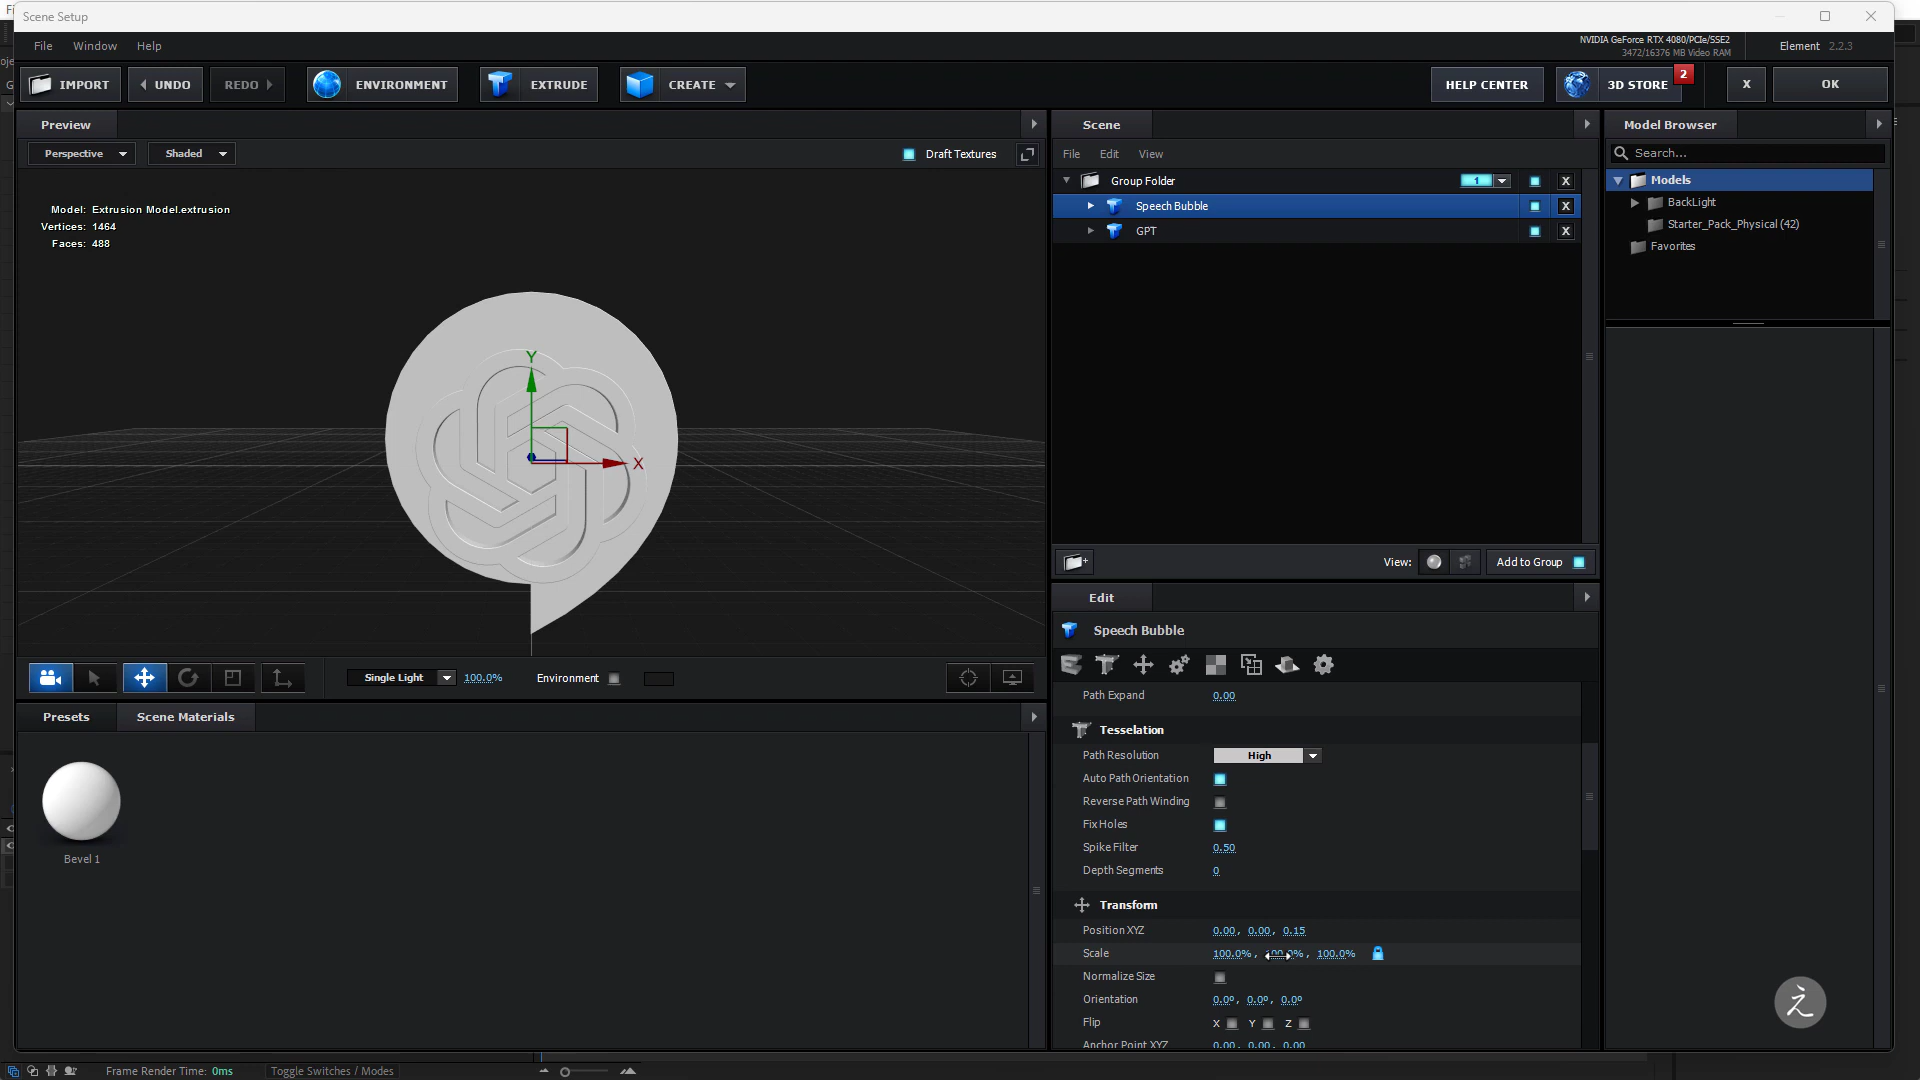 Scene Setup
File Window Help
NVIDIA GeForce RTX 4080/PCIe/SSE2
3472/16376 MB Video RAM
Element 2.2.3
IMPORT UNDO REDO ENVIRONMENT EXTRUDE CREATE HELP CENTER 3D STORE 2 X OK
Preview
Perspective Shaded Draft Textures
Model: Extrusion Model.extrusion
Vertices: 1464
Faces: 488
Y
X
Single Light 100.0% Environment
Presets Scene Materials
Bevel 1
Scene
File Edit View
Group Folder 1 X
Speech Bubble X
GPT X
View: Add to Group
Edit
Speech Bubble
Path Expand 0.00
Tesselation
Path Resolution High
Auto Path Orientation
Reverse Path Winding
Fix Holes
Spike Filter 0.50
Depth Segments 0
Transform
Position XYZ 0.00, 0.00, 0.15
Scale 100.0%, 100.0%, 100.0%
Normalize Size
Orientation 0.0º, 0.0º, 0.0º
Flip X Y Z
Anchor Point XYZ 0.00, 0.00, 0.00
Model Browser
Search...
Models
BackLight
Starter_Pack_Physical (42)
Favorites
之
Frame Render Time: 0ms Toggle Switches / Modes